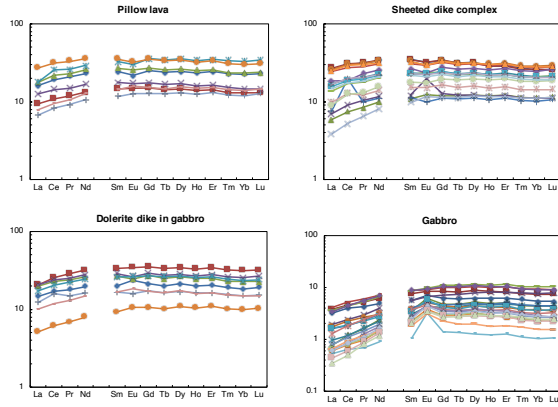 Pillow lava
100
10
1
La Ce Pr Nd Sm Eu Gd Tb Dy Ho Er Tm Yb Lu
Sheeted dike complex
100
10
1
La Ce Pr Nd Sm Eu Gd Tb Dy Ho Er Tm Yb Lu
Dolerite dike in gabbro
100
10
1
La Ce Pr Nd Sm Eu Gd Tb Dy Ho Er Tm Yb Lu
Gabbro
100
10
1
0.1
La Ce Pr Nd Sm Eu Gd Tb Dy Ho Er Tm Yb Lu